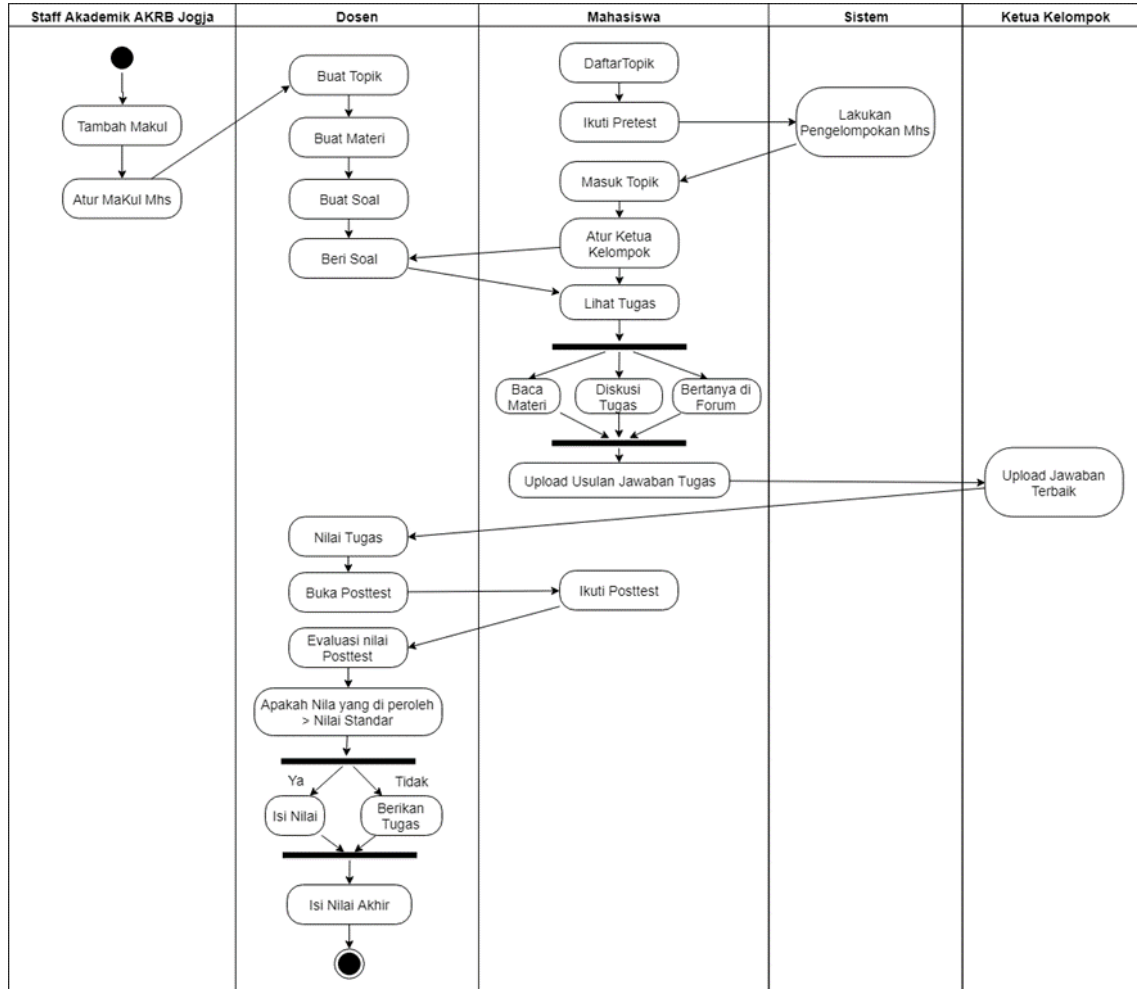 Staff Akademik AKRB Jogja
Dosen
Mahasiswa
Sistem
Ketua Kelompok
Tambah Makul
Atur MaKul Mhs
Buat Topik
Buat Materi
Buat Soal
Beri Soal
DaftarTopik
Ikuti Pretest
Lakukan
Pengelompokan Mhs
Masuk Topik
Atur Ketua
Kelompok
Lihat Tugas
Baca
Materi
Diskusi
Tugas
Bertanya di
Forum
Upload Usulan Jawaban Tugas
Upload Jawaban
Terbaik
Nilai Tugas
Buka Posttest
Ikuti Posttest
Evaluasi nilai
Posttest
Apakah Nila yang di peroleh
> Nilai Standar
Ya
Tidak
Isi Nilai
Berikan
Tugas
Isi Nilai Akhir